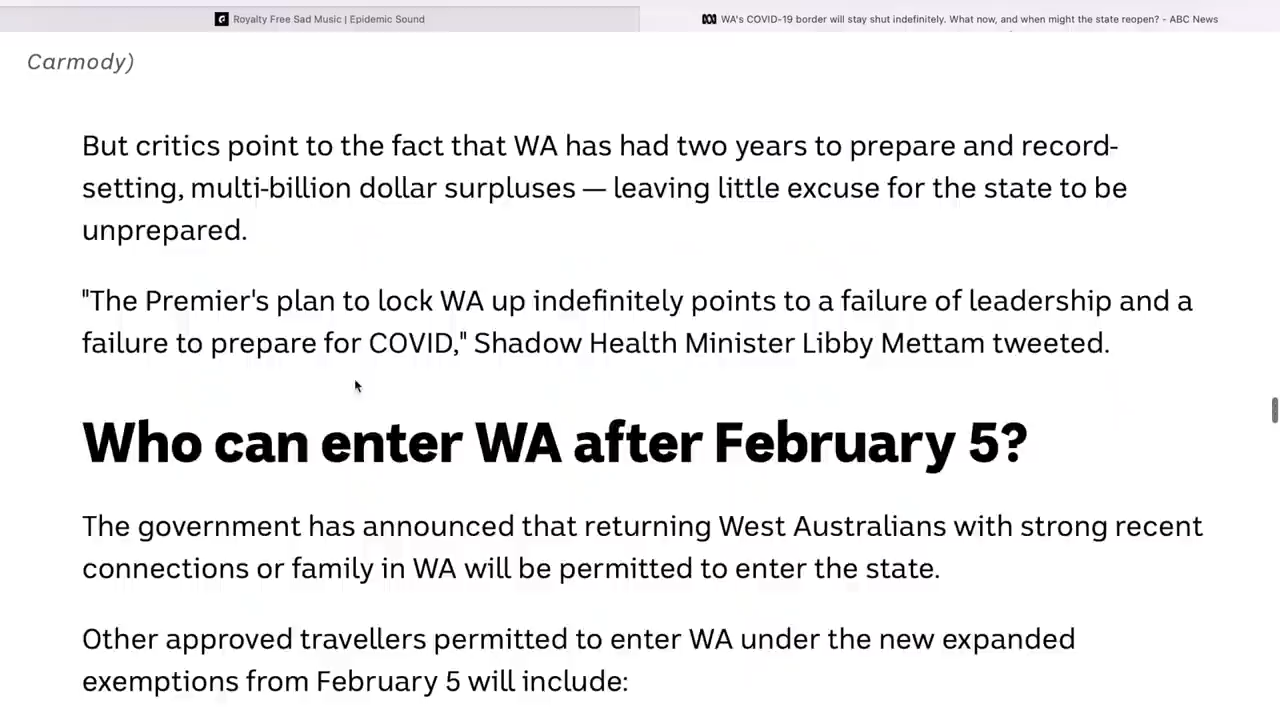 Royalty Free Sad Music | Epidemic Sound
WA's COVID-19 border will stay shut indefinitely. What now, and when might the state reopen? - ABC News
Carmody)
But critics point to the fact that WA has had two years to prepare and record-
setting, multi-billion dollar surpluses — leaving little excuse for the state to be
unprepared.
"The Premier's plan to lock WA up indefinitely points to a failure of leadership and a
failure to prepare for COVID," Shadow Health Minister Libby Mettam tweeted.
Who can enter WA after February 5?
The government has announced that returning West Australians with strong recent
connections or family in WA will be permitted to enter the state.
Other approved travellers permitted to enter WA under the new expanded
exemptions from February 5 will include: